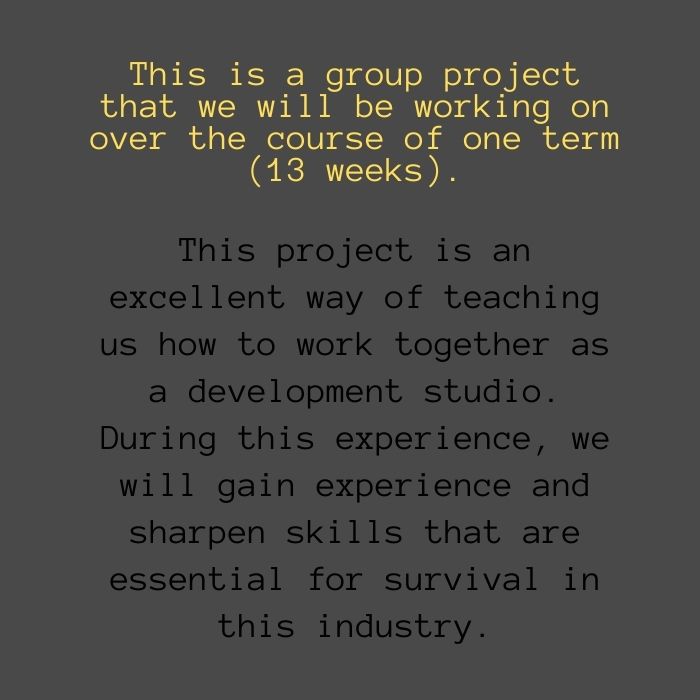 This is a group project
that we will be working on
over the course of one term
(13 weeks).
This project is an
excellent way of teaching
us how to work together as
a development studio.
During this experience, we
will gain experience and
sharpen skills that are
essential for survival in
this industry.